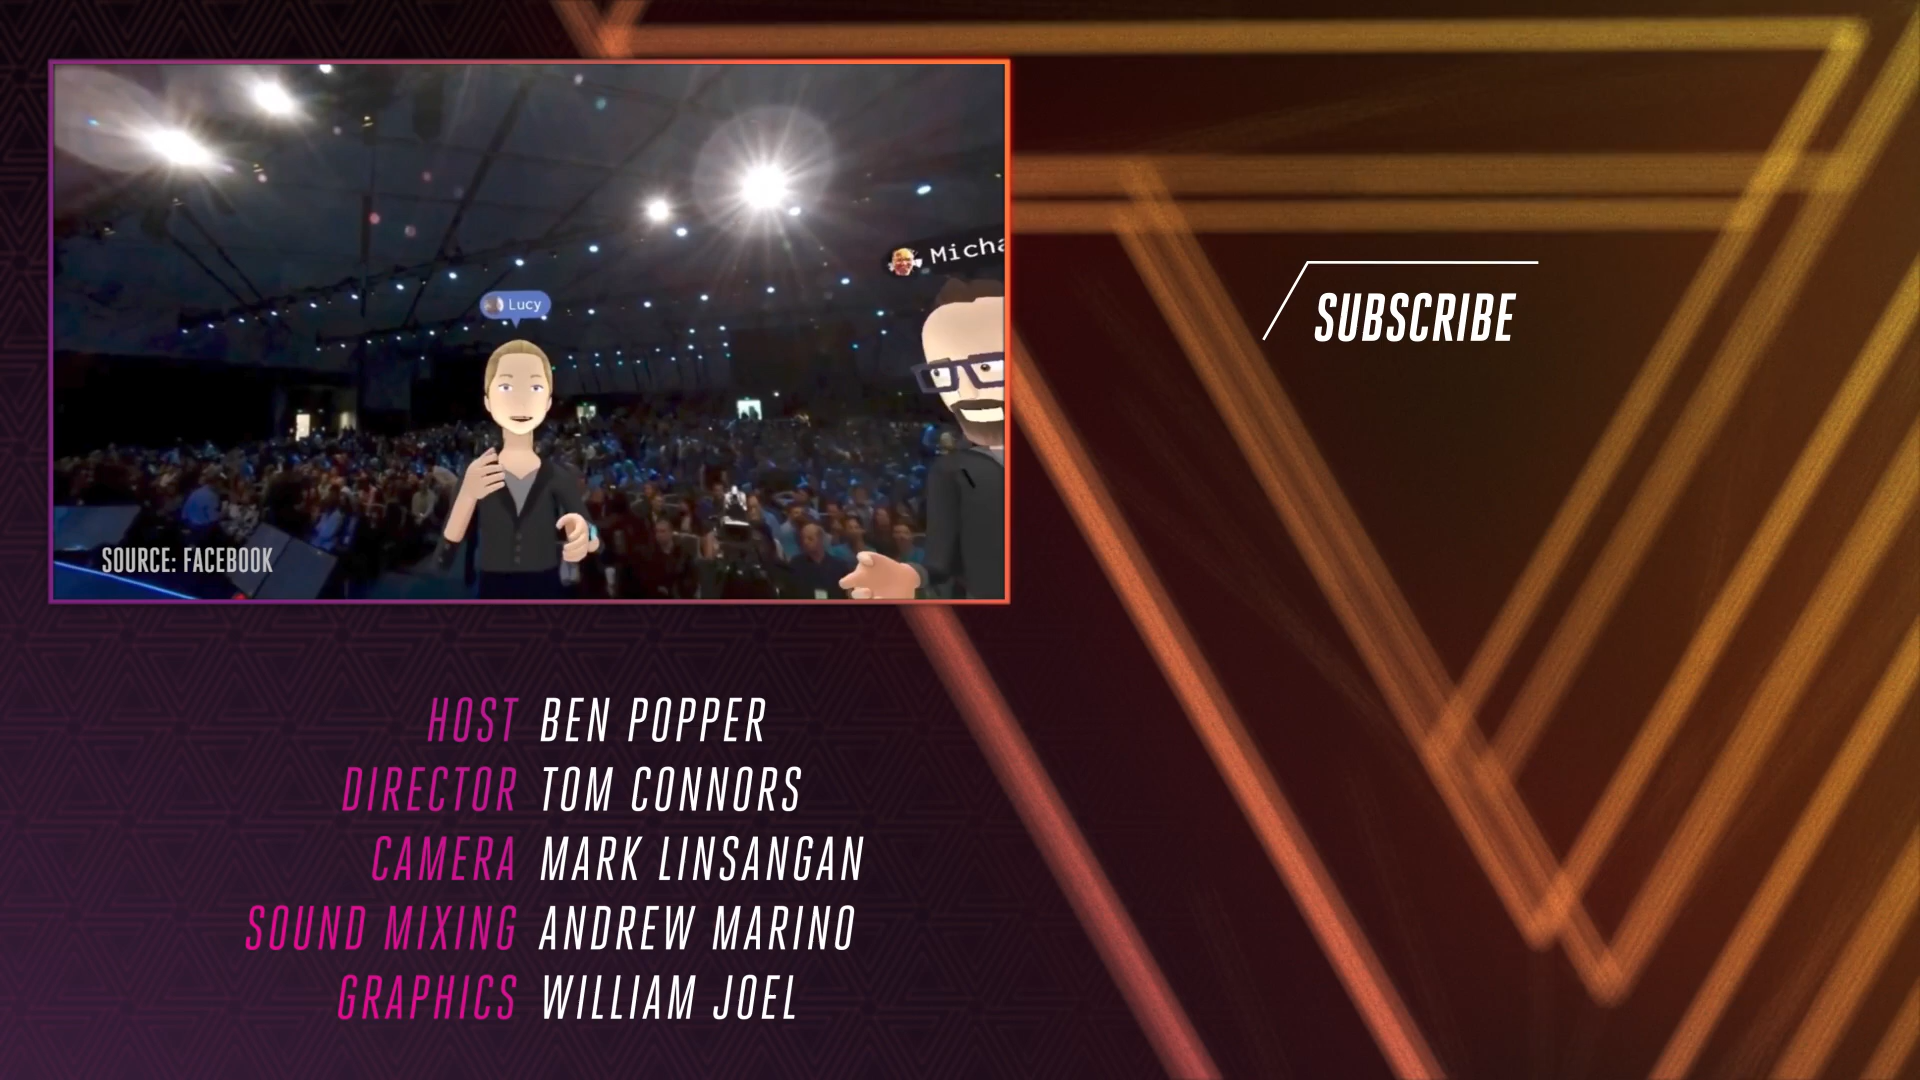 Micha
Lucy
SUBSCRIBE
SOURCE: FACEBOOK
HOST BEN POPPER
DIRECTOR TOM CONNORS
CAMERA MARK LINSANGAN
SOUND MIXING ANDREW MARINO
GRAPHICS WILLIAM JOEL